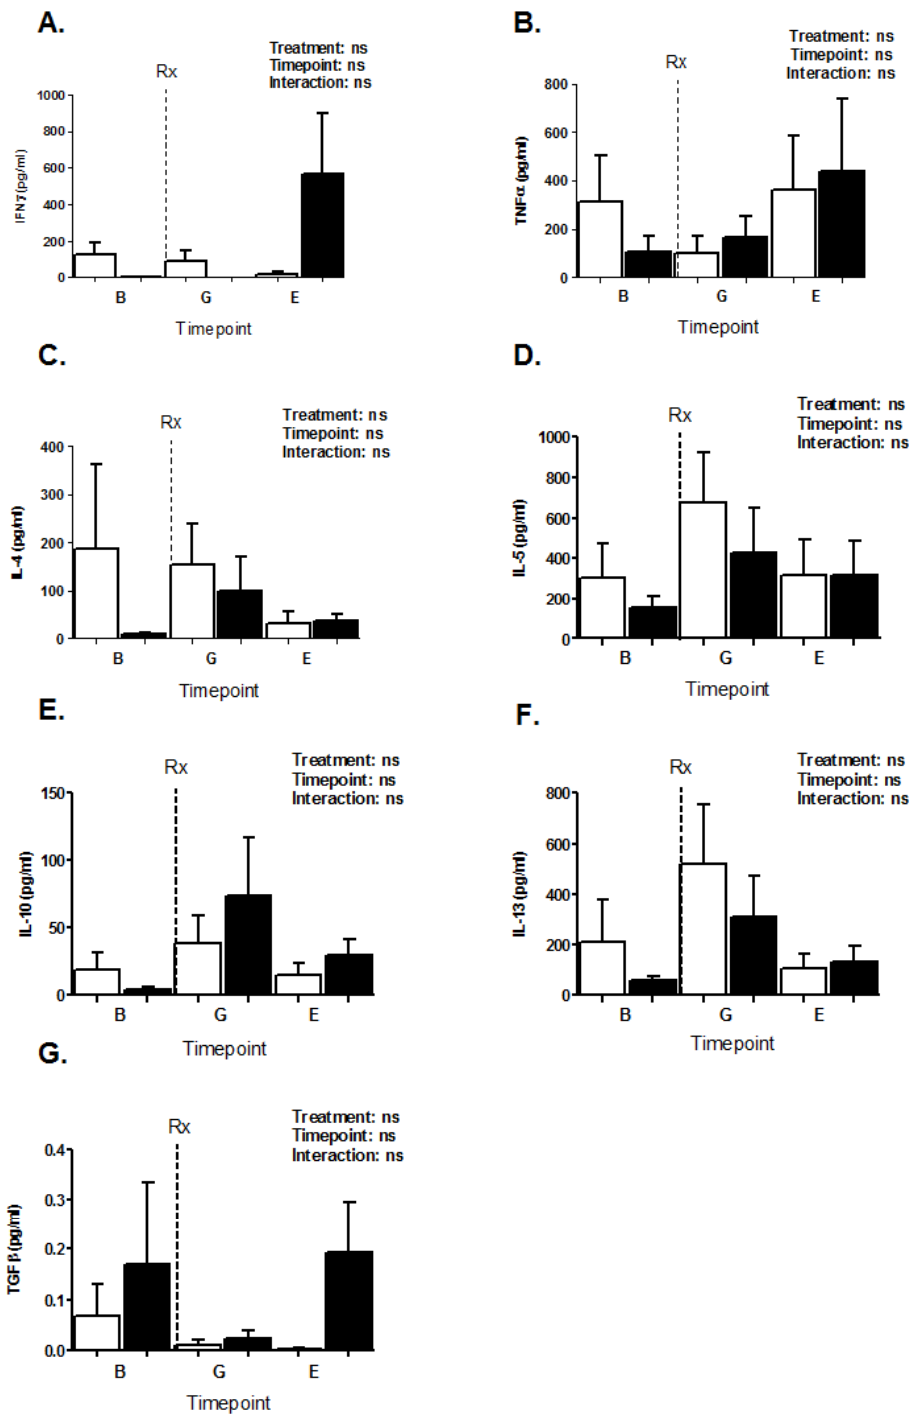 A.
Treatment: ns
Timepoint: ns
Interaction: ns
Rx
1000
800
600
400
200
0
IFNγ (pg/ml)
B
G
E
Timepoint
B.
Treatment: ns
Timepoint: ns
Interaction: ns
Rx
800
600
400
200
0
TNFα (pg/ml)
B
G
E
Timepoint
C.
Treatment: ns
Timepoint: ns
Interaction: ns
Rx
400
300
200
100
0
IL-4 (pg/ml)
B
G
E
Timepoint
D.
Treatment: ns
Timepoint: ns
Interaction: ns
Rx
1000
800
600
400
200
0
IL-5 (pg/ml)
B
G
E
Timepoint
E.
Treatment: ns
Timepoint: ns
Interaction: ns
Rx
150
100
50
0
IL-10 (pg/ml)
B
G
E
Timepoint
F.
Treatment: ns
Timepoint: ns
Interaction: ns
Rx
800
600
400
200
0
IL-13 (pg/ml)
B
G
E
Timepoint
G.
Treatment: ns
Timepoint: ns
Interaction: ns
Rx
0.4
0.3
0.2
0.1
0.0
TGF β (pg/ml)
B
G
E
Timepoint